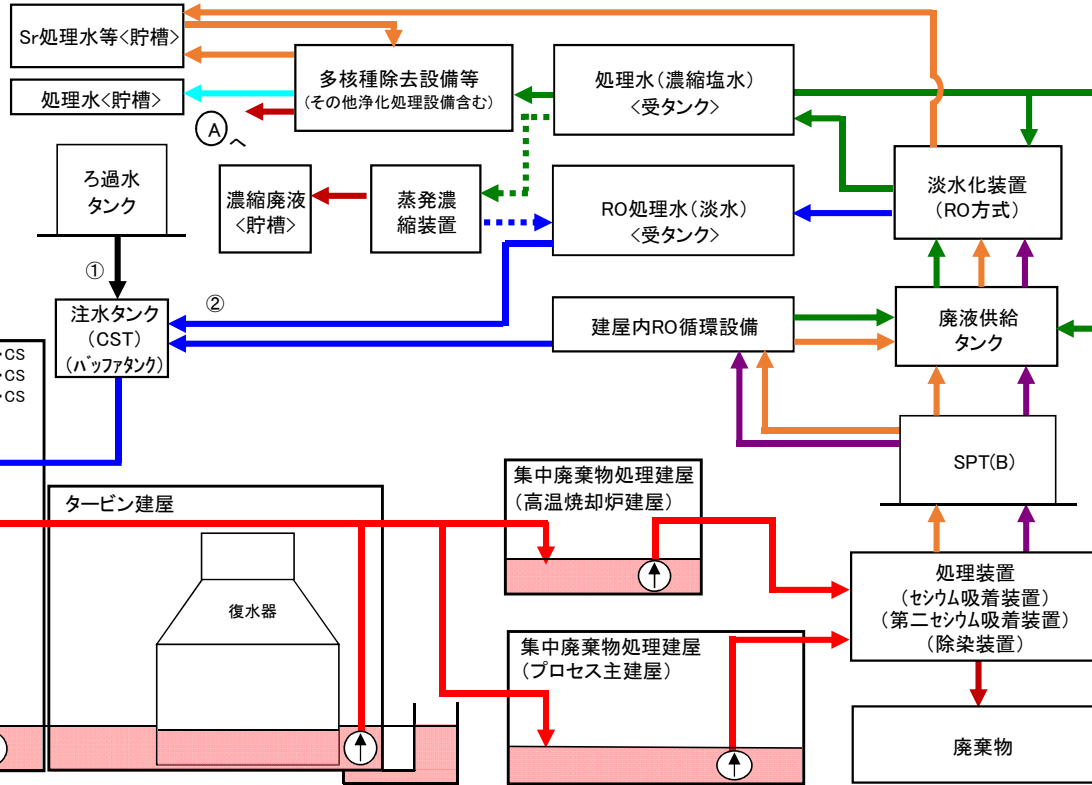 Sr処理水等<貯槽>
処理水<貯槽>
多核種除去設備等
(その他浄化処理設備含む)
Aへ
処理水(濃縮塩水)
<受タンク>
ろ過水
タンク
濃縮廃液
<貯槽>
蒸発濃
縮装置
RO処理水(淡水)
<受タンク>
淡水化装置
(RO方式)
①
②
注水タンク
(CST)
(バッファタンク)
建屋内RO循環設備
廃液供給
タンク
・CS
・CS
・CS
SPT(B)
タービン建屋
復水器
集中廃棄物処理建屋
(高温焼却炉建屋)
集中廃棄物処理建屋
(プロセス主建屋)
処理装置
(セシウム吸着装置)
(第二セシウム吸着装置)
(除染装置)
廃棄物